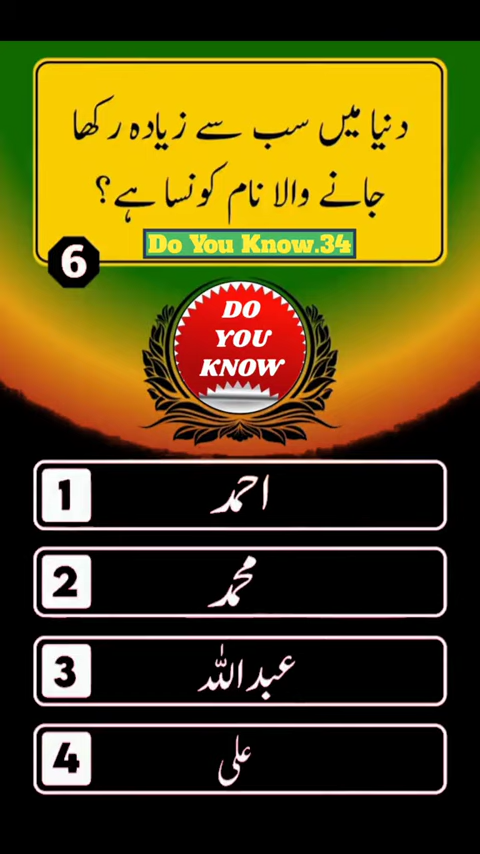 دنیا میں سب سے زیادہ رکھا
جانے والا نام کونسا ہے؟
Do You Know.34
6
DO
YOU
KNOW
1 احمد
2 محمد
3 عبداللہ
4 علی